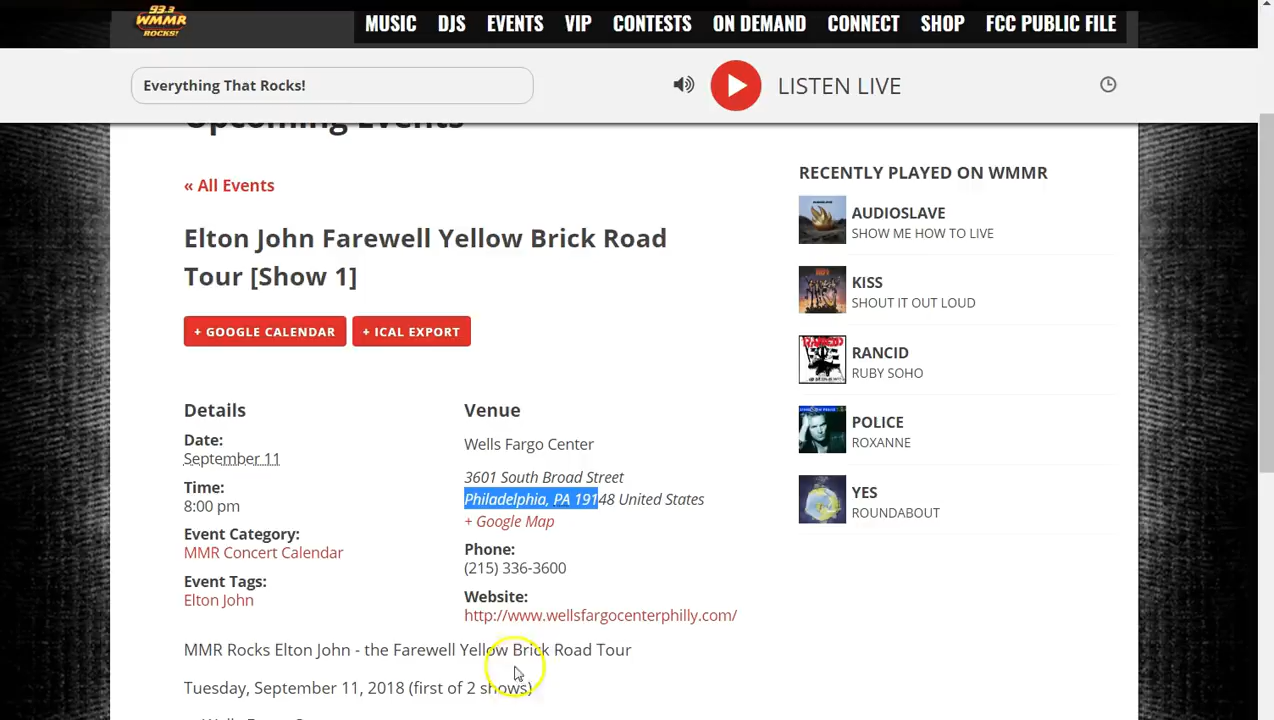 93.3
WMMR
ROCKS!
MUSIC DJS EVENTS VIP CONTESTS ON DEMAND CONNECT SHOP FCC PUBLIC FILE
Everything That Rocks!
LISTEN LIVE
Upcoming Events
« All Events
Elton John Farewell Yellow Brick Road
Tour [Show 1]
+ GOOGLE CALENDAR + ICAL EXPORT
Details
Date:
September 11
Time:
8:00 pm
Event Category:
MMR Concert Calendar
Event Tags:
Elton John
Venue
Wells Fargo Center
3601 South Broad Street
Philadelphia, PA 19148 United States
+ Google Map
Phone:
(215) 336-3600
Website:
http://www.wellsfargocenterphilly.com/
MMR Rocks Elton John - the Farewell Yellow Brick Road Tour
Tuesday, September 11, 2018 (first of 2 shows)
RECENTLY PLAYED ON WMMR
AUDIOSLAVE
SHOW ME HOW TO LIVE
KISS
SHOUT IT OUT LOUD
RANCID
RUBY SOHO
POLICE
ROXANNE
YES
ROUNDABOUT